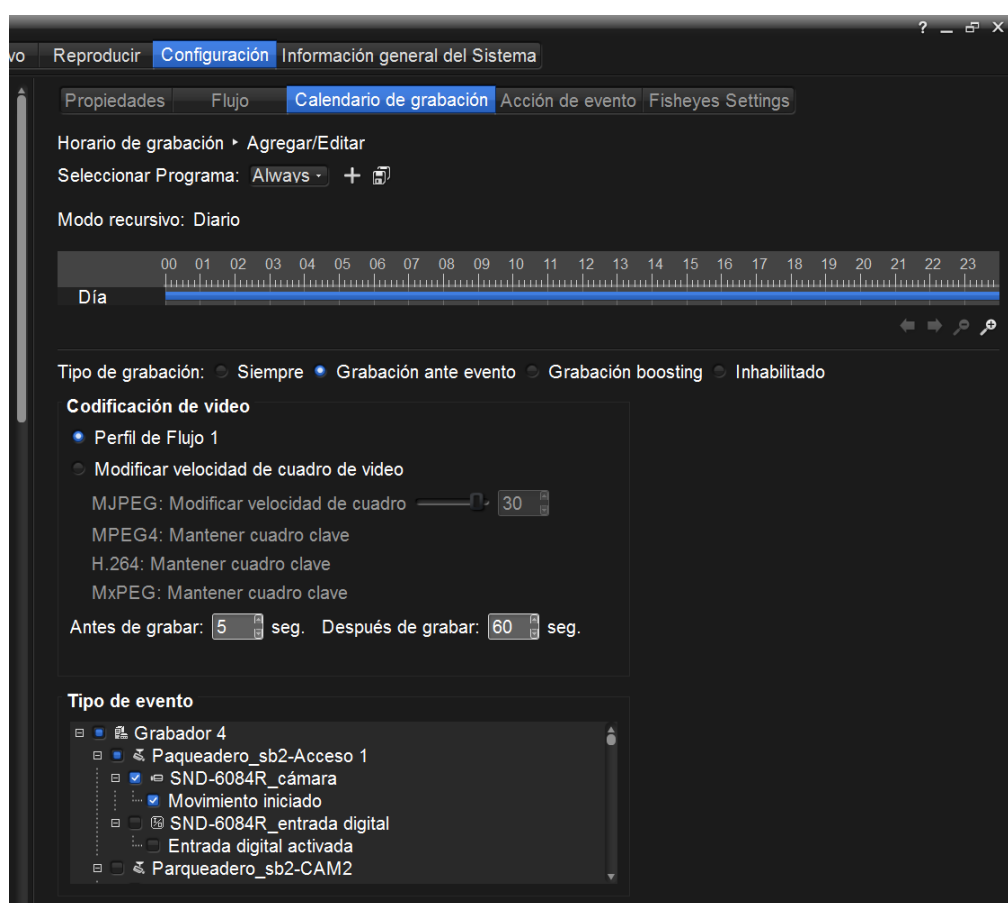 ?
vo Reproducir Configuración Información general del Sistema
Propiedades Flujo Calendario de grabación Acción de evento Fisheyes Settings
Horario de grabación ‣ Agregar/Editar
Seleccionar Programa: Always
Modo recursivo: Diario
00 01 02 03 04 05 06 07 08 09 10 11 12 13 14 15 16 17 18 19 20 21 22 23
Día
Tipo de grabación: Siempre Grabación ante evento Grabación boosting Inhabilitado
Codificación de video
Perfil de Flujo 1
Modificar velocidad de cuadro de video
MJPEG: Modificar velocidad de cuadro 30
MPEG4: Mantener cuadro clave
H.264: Mantener cuadro clave
MxPEG: Mantener cuadro clave
Antes de grabar: 5 seg. Después de grabar: 60 seg.
Tipo de evento
Grabador 4
Paqueadero_sb2-Acceso 1
SND-6084R_cámara
Movimiento iniciado
SND-6084R_entrada digital
Entrada digital activada
Parqueadero_sb2-CAM2